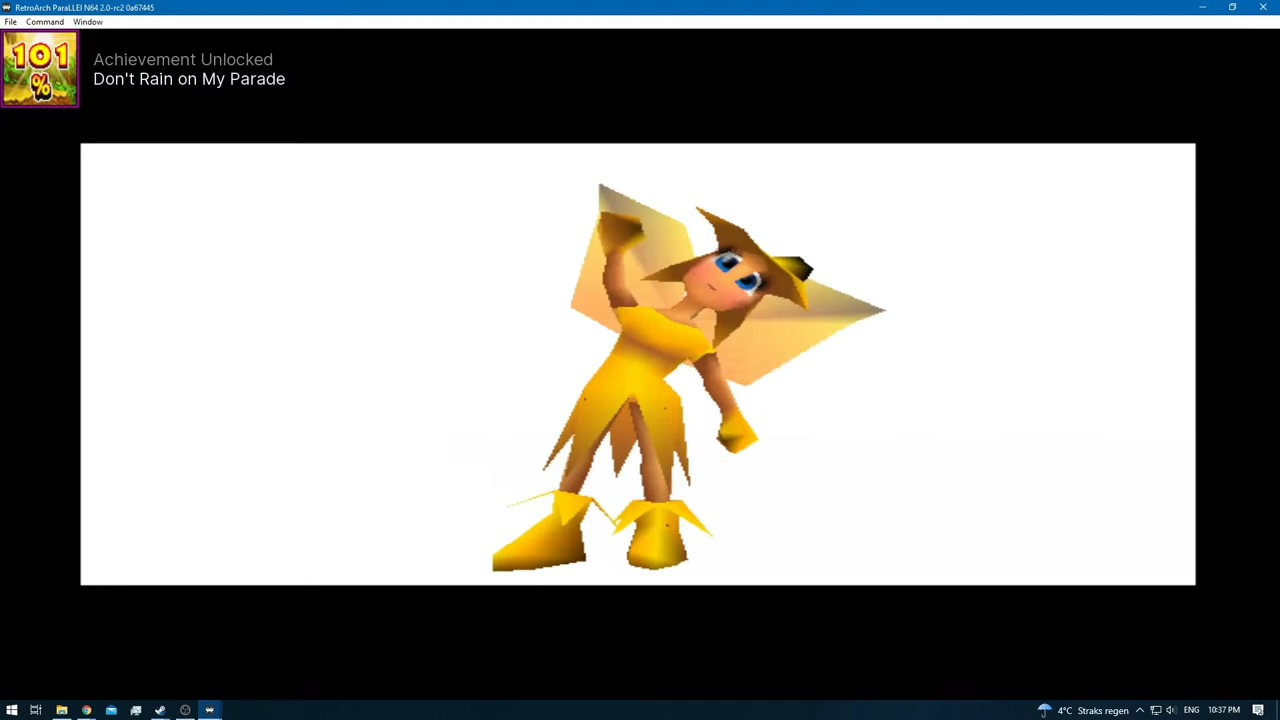 RetroArch ParaLLEl N64 2.0-rc2 0a67445
File Command Window
101
%
Achievement Unlocked
Don't Rain on My Parade
4°C Straks regen ENG 10:37 PM